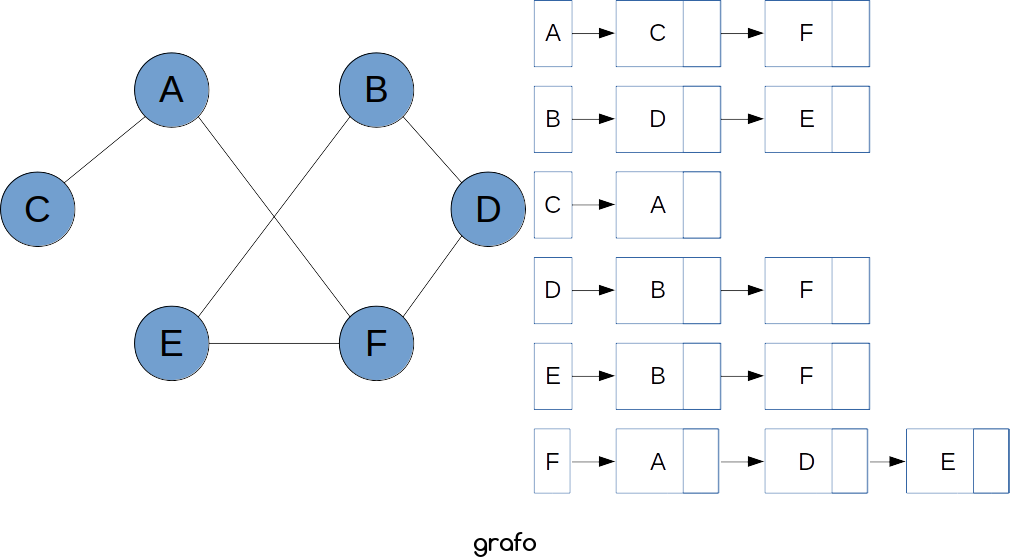 A B
C D
E F
A C F
B D E
C A
D B F
E B F
F A D E
grafo